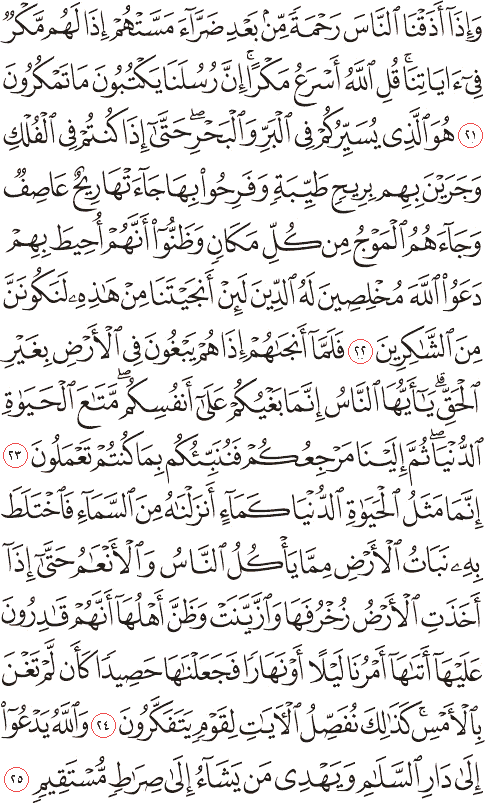 وَإِذَآ أَذَقْنَا ٱلنَّاسَ رَحْمَةً مِّنۢ بَعْدِ ضَرَّآءَ مَسَّتْهُمْ إِذَا لَهُم مَّكْرٌ
فِىٓ ءَايَاتِنَا ۚ قُلِ ٱللَّهُ أَسْرَعُ مَكْرًا ۚ إِنَّ رُسُلَنَا يَكْتُبُونَ مَا تَمْكُرُونَ
٢١ هُوَ ٱلَّذِى يُسَيِّرُكُمْ فِى ٱلْبَرِّ وَٱلْبَحْرِ ۖ حَتَّىٰٓ إِذَا كُنتُمْ فِى ٱلْفُلْكِ
وَجَرَيْنَ بِهِم بِرِيحٍ طَيِّبَةٍ وَفَرِحُوا۟ بِهَا جَآءَتْهَا رِيحٌ عَاصِفٌ
وَجَآءَهُمُ ٱلْمَوْجُ مِن كُلِّ مَكَانٍ وَظَنُّوٓا۟ أَنَّهُمْ أُحِيطَ بِهِمْ
دَعَوُا۟ ٱللَّهَ مُخْلِصِينَ لَهُ ٱلدِّينَ لَئِنْ أَنجَيْتَنَا مِنْ هَٰذِهِۦ لَنَكُونَنَّ
مِنَ ٱلشَّٰكِرِينَ ٢٢ فَلَمَّآ أَنجَىٰهُمْ إِذَا هُمْ يَبْغُونَ فِى ٱلْأَرْضِ بِغَيْرِ
ٱلْحَقِّ ۗ يَٰٓأَيُّهَا ٱلنَّاسُ إِنَّمَا بَغْيُكُمْ عَلَىٰٓ أَنفُسِكُم ۖ مَّتَٰعَ ٱلْحَيَوٰةِ
ٱلدُّنْيَا ۖ ثُمَّ إِلَيْنَا مَرْجِعُكُمْ فَنُنَبِّئُكُم بِمَا كُنتُمْ تَعْمَلُونَ ٢٣
إِنَّمَا مَثَلُ ٱلْحَيَوٰةِ ٱلدُّنْيَا كَمَآءٍ أَنزَلْنَٰهُ مِنَ ٱلسَّمَآءِ فَٱخْتَلَطَ
بِهِۦ نَبَاتُ ٱلْأَرْضِ مِمَّا يَأْكُلُ ٱلنَّاسُ وَٱلْأَنْعَٰمُ حَتَّىٰٓ إِذَآ
أَخَذَتِ ٱلْأَرْضُ زُخْرُفَهَا وَٱزَّيَّنَتْ وَظَنَّ أَهْلُهَآ أَنَّهُمْ قَٰدِرُونَ
عَلَيْهَآ أَتَىٰهَآ أَمْرُنَا لَيْلًا أَوْ نَهَارًا فَجَعَلْنَٰهَا حَصِيدًا كَأَن لَّمْ تَغْنَ
بِٱلْأَمْسِ ۚ كَذَٰلِكَ نُفَصِّلُ ٱلْءَايَٰتِ لِقَوْمٍ يَتَفَكَّرُونَ ٢٤ وَٱللَّهُ يَدْعُوٓا۟
إِلَىٰ دَارِ ٱلسَّلَٰمِ وَيَهْدِى مَن يَشَآءُ إِلَىٰ صِرَٰطٍ مُّسْتَقِيمٍ ٢٥